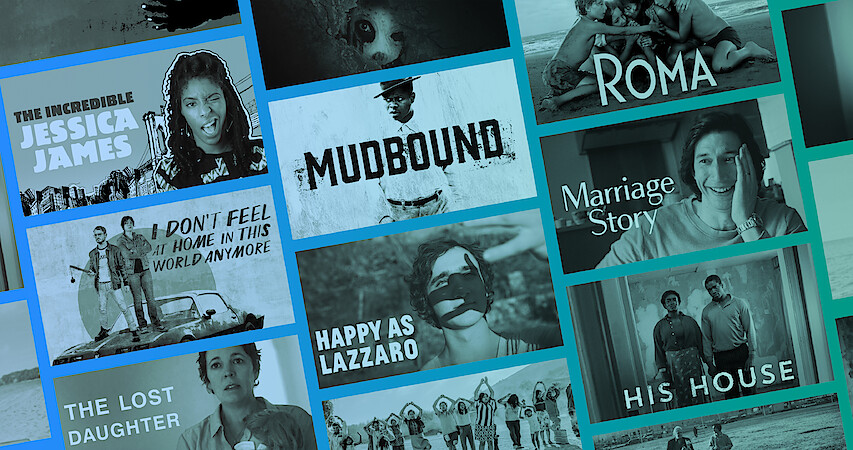 THE INCREDIBLE
JESSICA
JAMES
I DON'T FEEL
AT HOME IN THIS
WORLD ANYMORE
THE LOST
DAUGHTER
MUDBOUND
HAPPY AS
LAZZARO
ROMA
Marriage
Story
HIS HOUSE